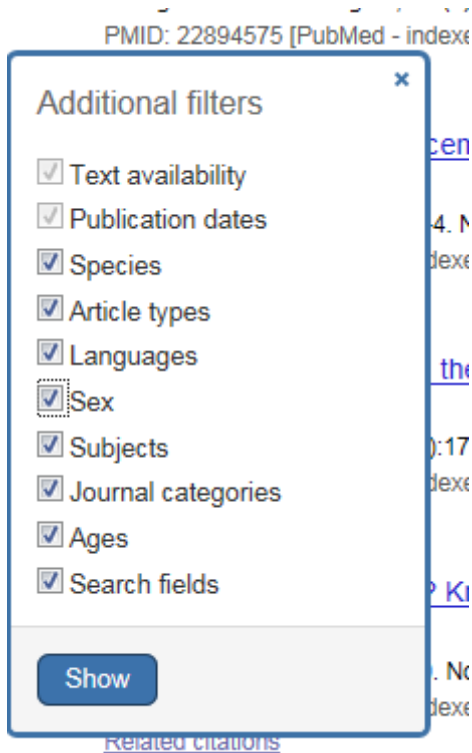 PMID: 22894575 [PubMed - indexe
Additional filters
Text availability
Publication dates
Species
Article types
Languages
Sex
Subjects
Journal categories
Ages
Search fields
Show
Related citations